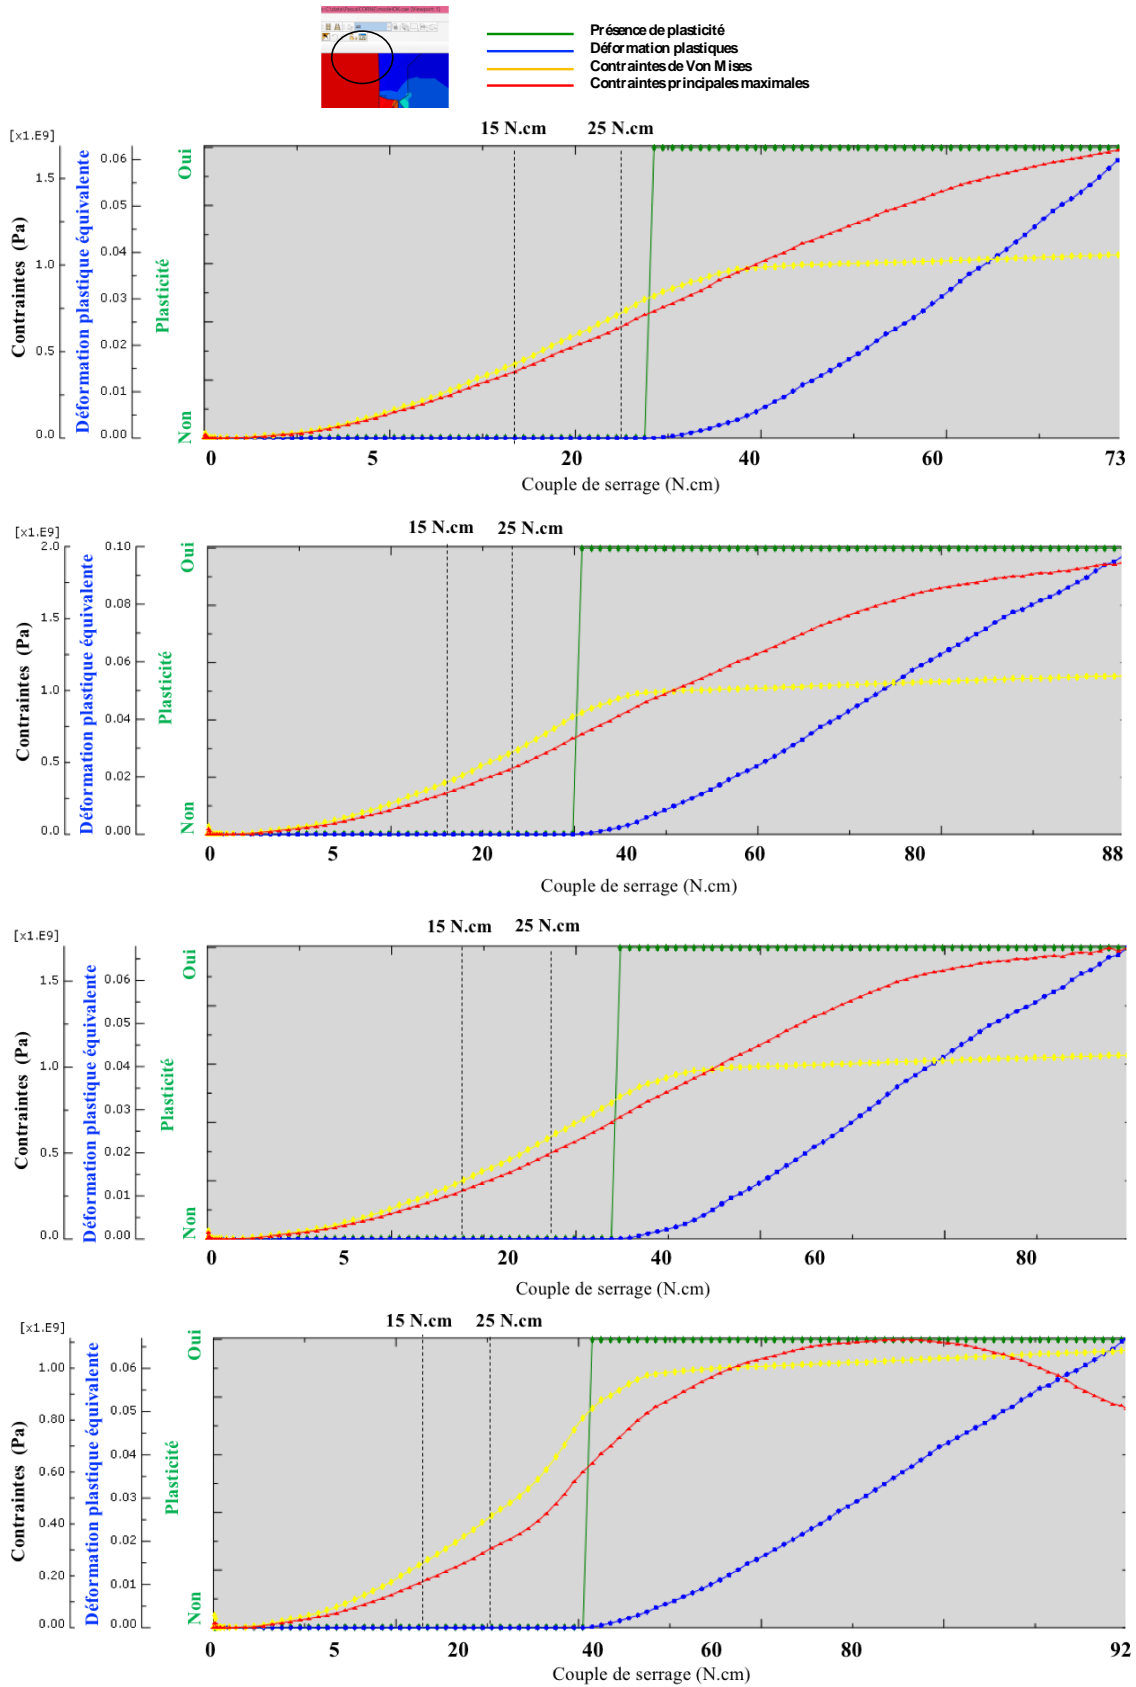 Présence de plasticité
Déformation plastiques
Contraintes de Von Mises
Contraintes principales maximales
15 N.cm 25 N.cm
[x1.E9]
Contraintes (Pa)
1.5
1.0
0.5
0.0
Déformation plastique équivalente
0.06
0.05
0.04
0.03
0.02
0.01
0.00
Oui
Plasticité
Non
0 5 20 40 60 73
Couple de serrage (N.cm)
15 N.cm 25 N.cm
[x1.E9]
Contraintes (Pa)
2.0
1.5
1.0
0.5
0.0
Déformation plastique équivalente
0.10
0.08
0.06
0.04
0.02
0.00
Oui
Plasticité
Non
0 5 20 40 60 80 88
Couple de serrage (N.cm)
15 N.cm 25 N.cm
[x1.E9]
Contraintes (Pa)
1.5
1.0
0.5
0.0
Déformation plastique équivalente
0.06
0.05
0.04
0.03
0.02
0.01
0.00
Oui
Plasticité
Non
0 5 20 40 60 80
Couple de serrage (N.cm)
15 N.cm 25 N.cm
[x1.E9]
Contraintes (Pa)
1.00
0.80
0.60
0.40
0.20
0.00
Déformation plastique équivalente
0.06
0.05
0.04
0.03
0.02
0.01
0.00
Oui
Plasticité
Non
0 5 20 40 60 80 92
Couple de serrage (N.cm)